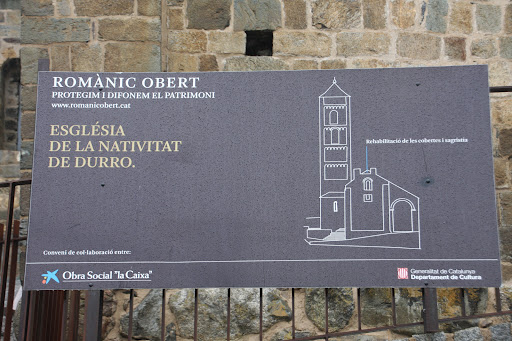 ROMÀNIC OBERT
PROTEGIM I DIFONEM EL PATRIMONI
www.romanicobert.cat
ESGLÉSIA
DE LA NATIVITAT
DE DURRO.
Rehabilitació de les cobertes i sagristia
Conveni de col·laboració entre:
Obra Social "la Caixa"
Generalitat de Catalunya
Departament de Cultura